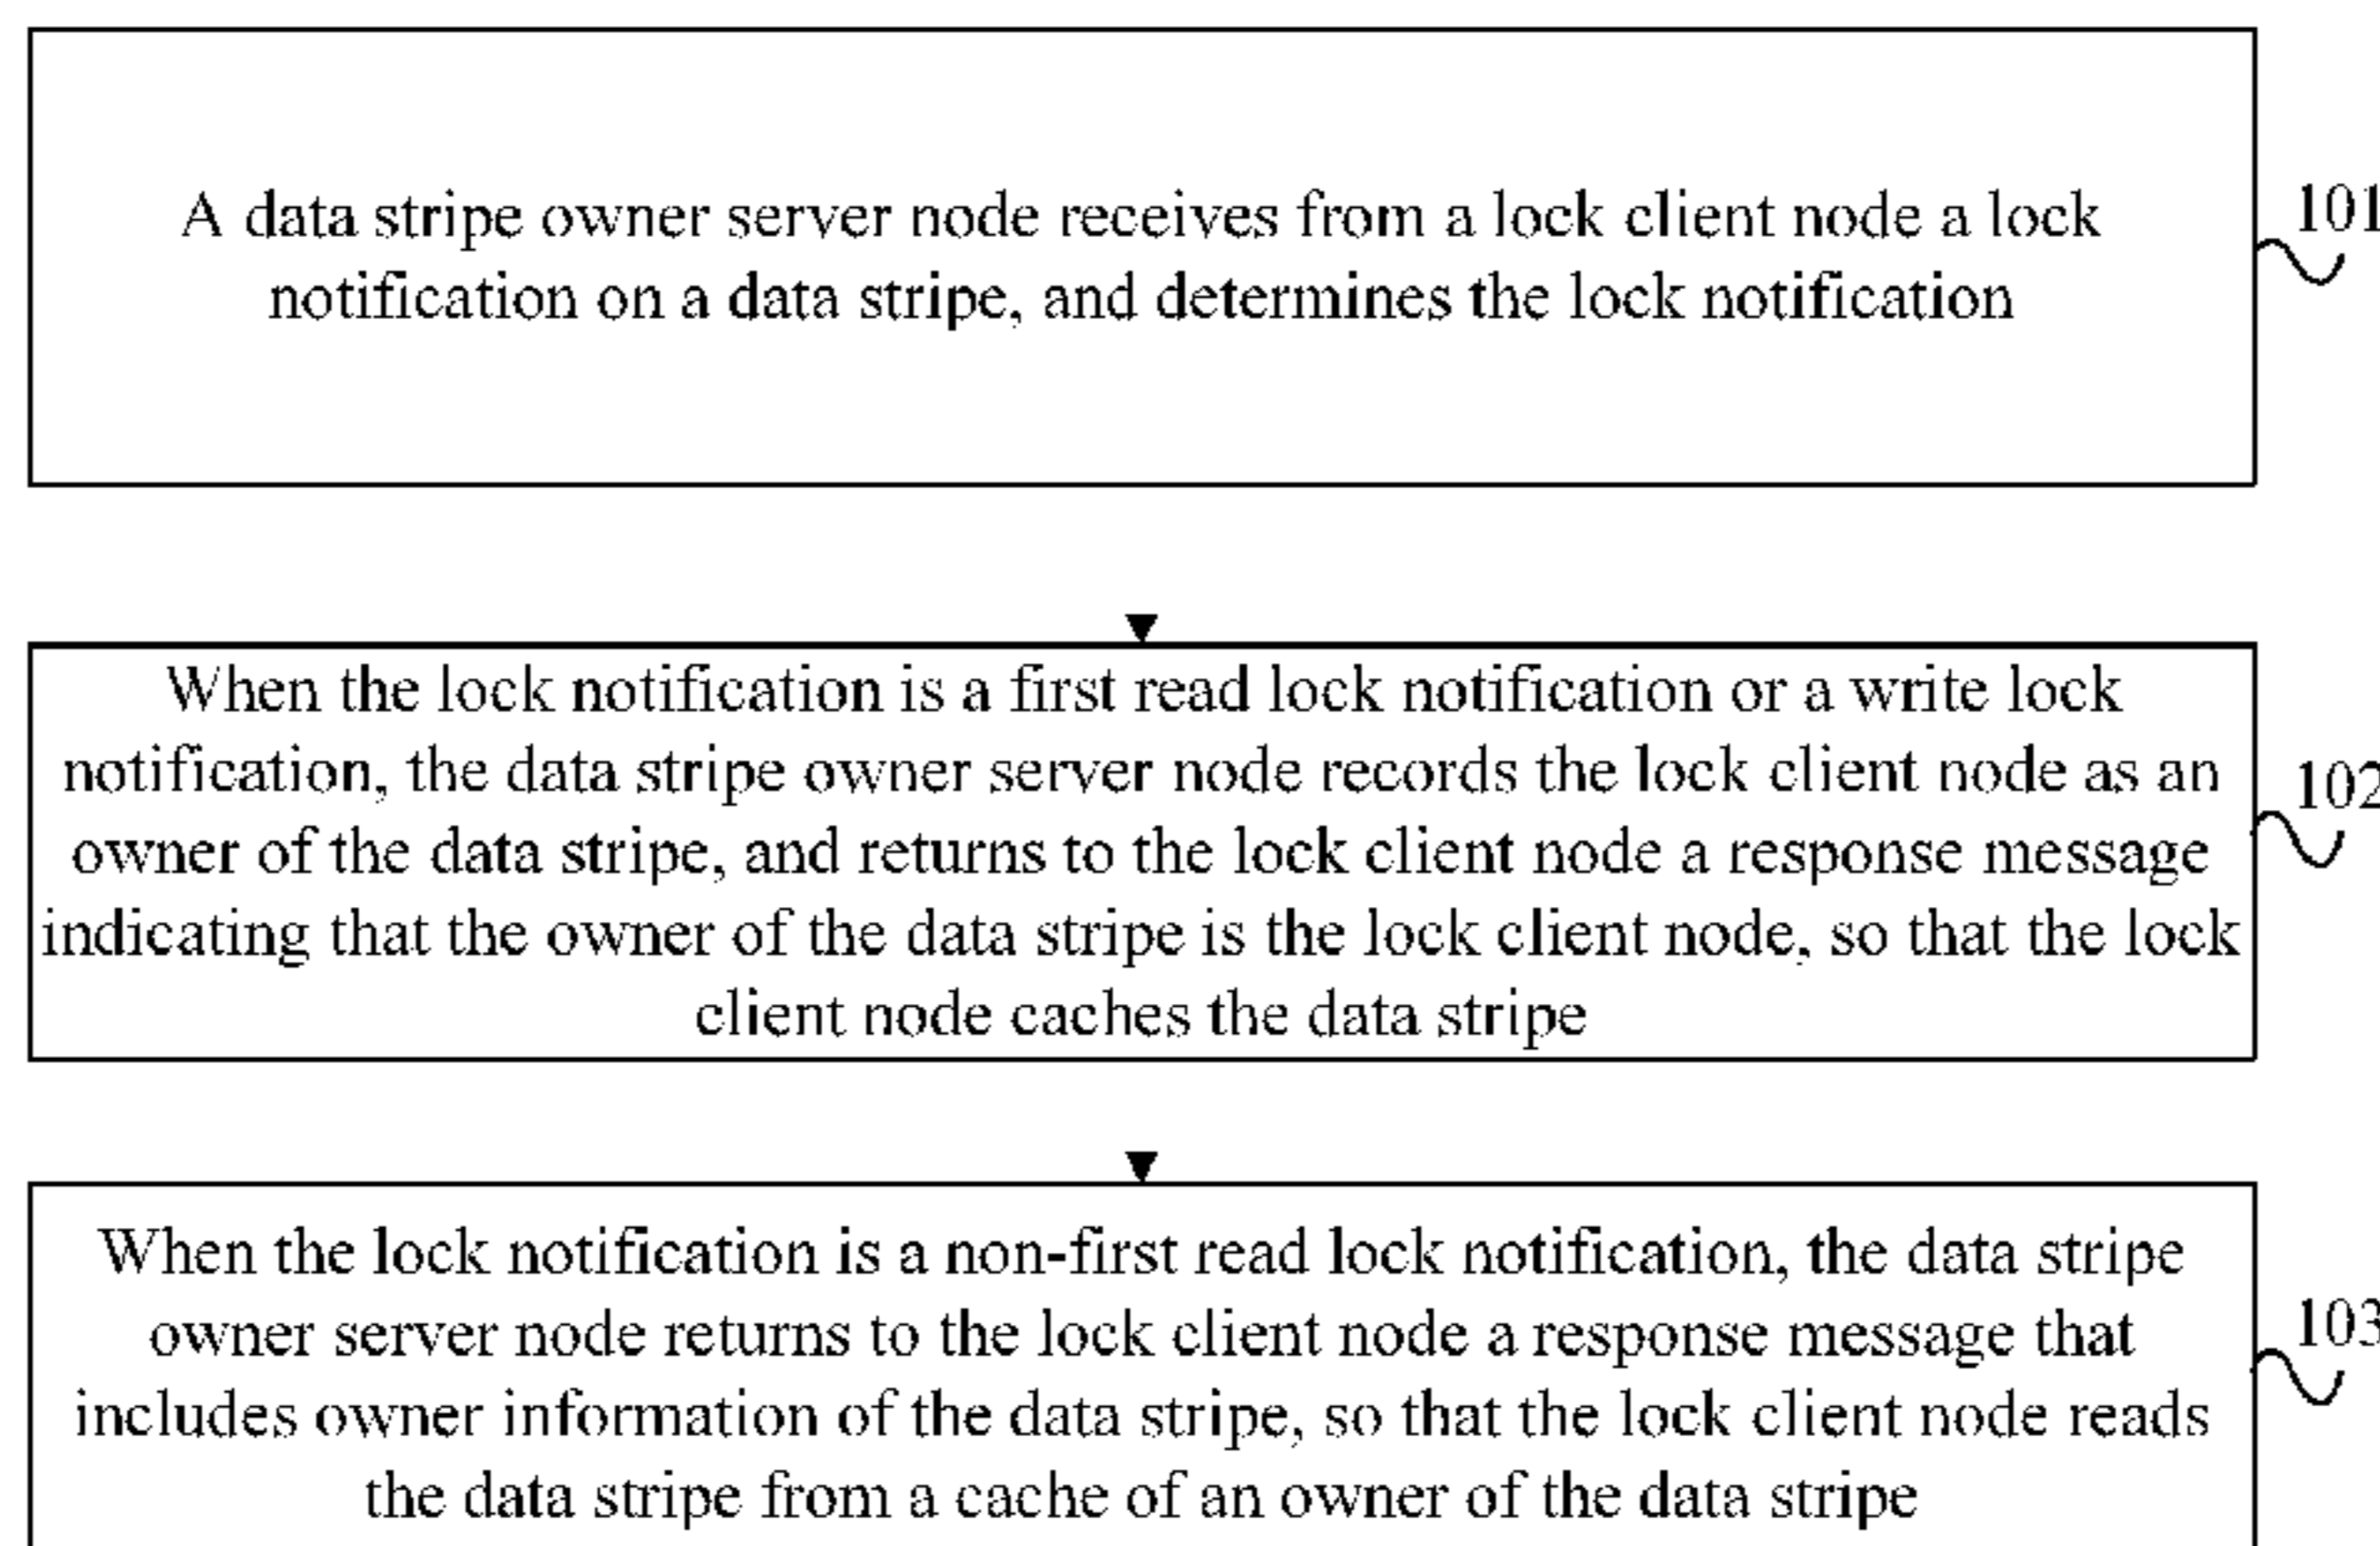 A data stripe owner server node receives from a lock client node a lock
notification on a data stripe, and determines the lock notification
101
When the lock notification is a first read lock notification or a write lock
notification, the data stripe owner server node records the lock client node as an
owner of the data stripe, and returns to the lock client node a response message
indicating that the owner of the data stripe is the lock client node, so that the lock
client node caches the data stripe
102
When the lock notification is a non-first read lock notification, the data stripe
owner server node returns to the lock client node a response message that
includes owner information of the data stripe, so that the lock client node reads
the data stripe from a cache of an owner of the data stripe
103